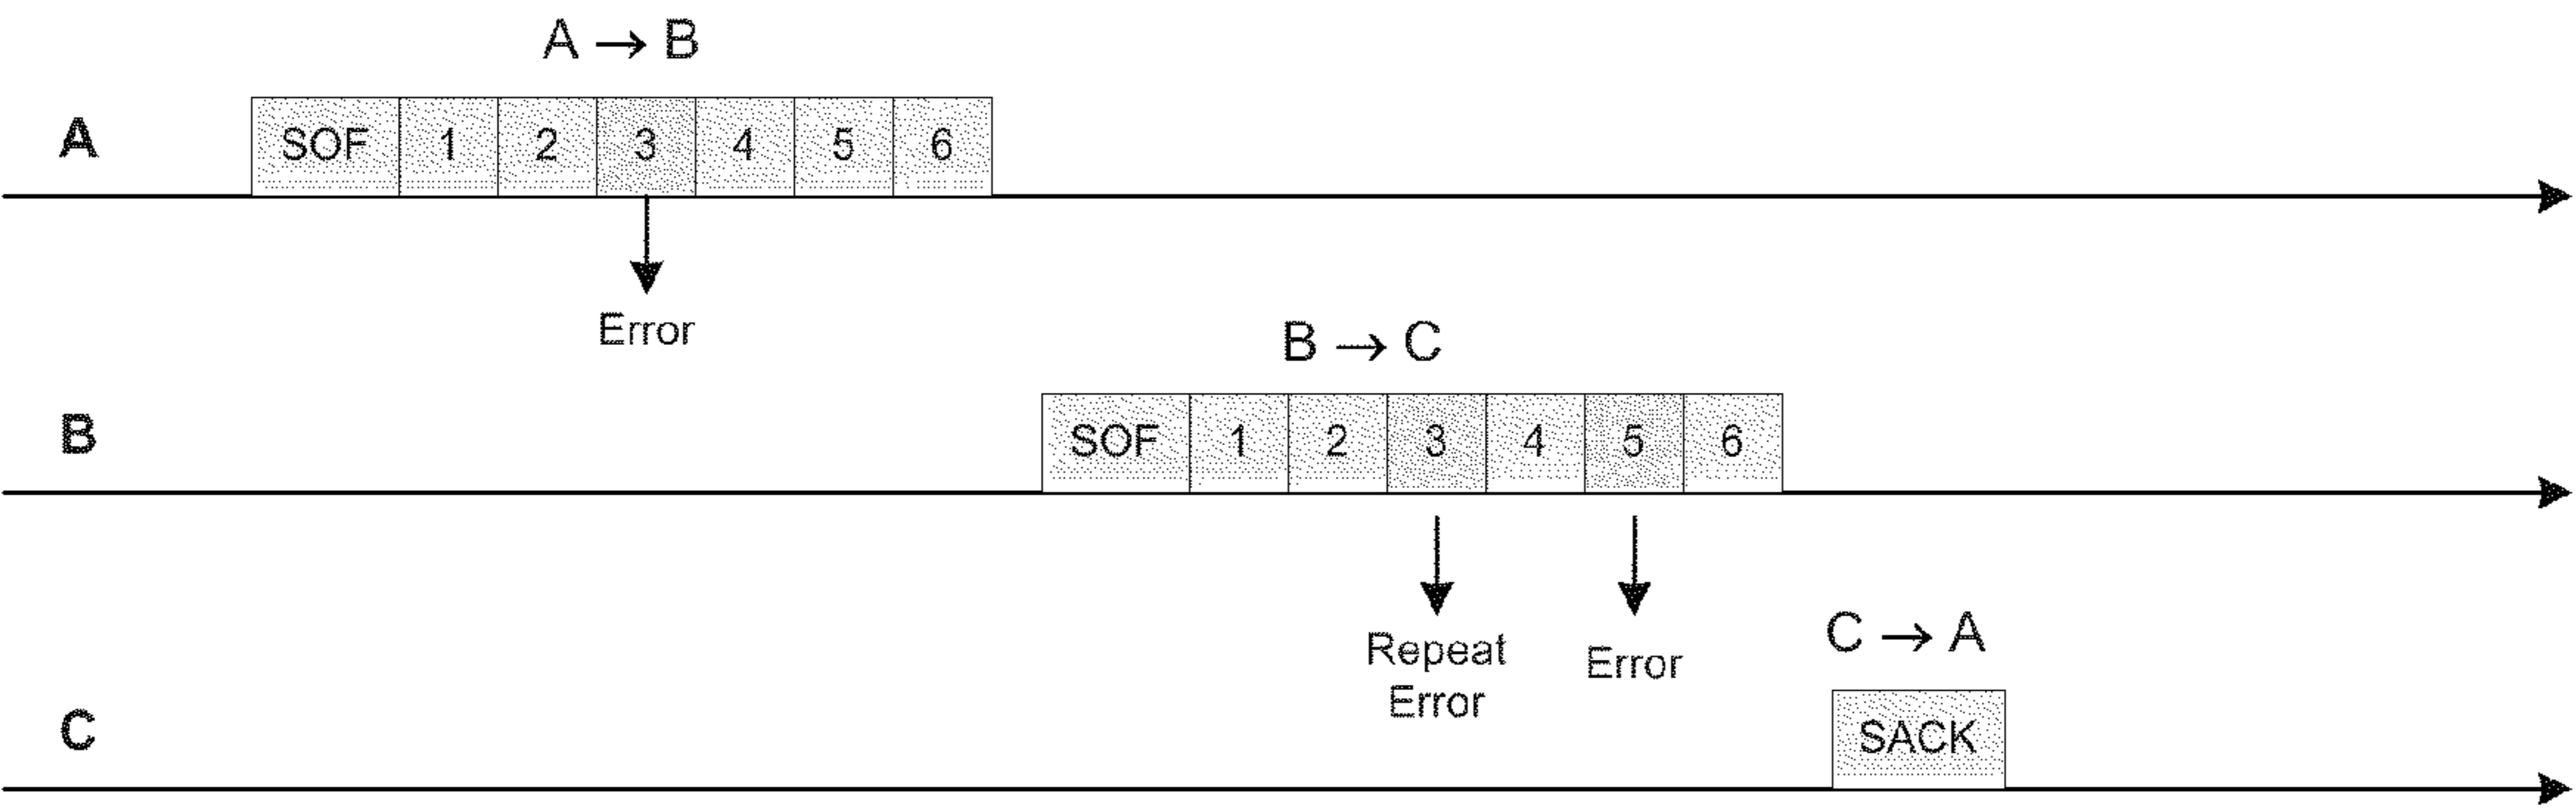 A → B
A
SOF 1 2 3 4 5 6
Error
B → C
B
SOF 1 2 3 4 5 6
Repeat
Error
Error
C → A
C
SACK